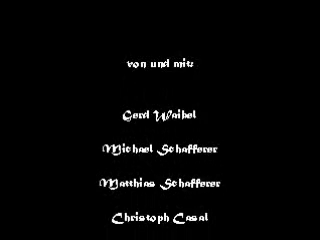 von und mit:
Gerd Waibel
Michael Schafferer
Matthias Schafferer
Christoph Casal